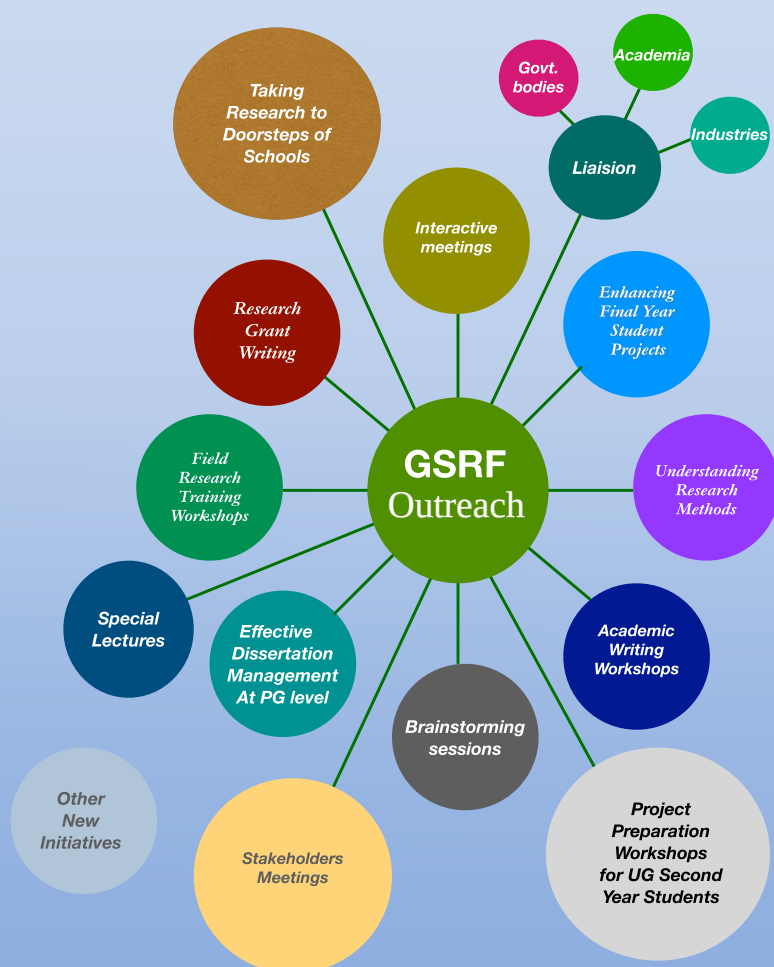 Taking
Research to
Doorsteps of
Schools
Govt.
bodies
Academia
Industries
Liaision
Interactive
meetings
Research
Grant
Writing
Enhancing
Final Year
Student
Projects
GSRF
Outreach
Field
Research
Training
Workshops
Understanding
Research
Methods
Special
Lectures
Effective
Dissertation
Management
At PG level
Academic
Writing
Workshops
Brainstorming
sessions
Other
New
Initiatives
Stakeholders
Meetings
Project
Preparation
Workshops
for UG Second
Year Students